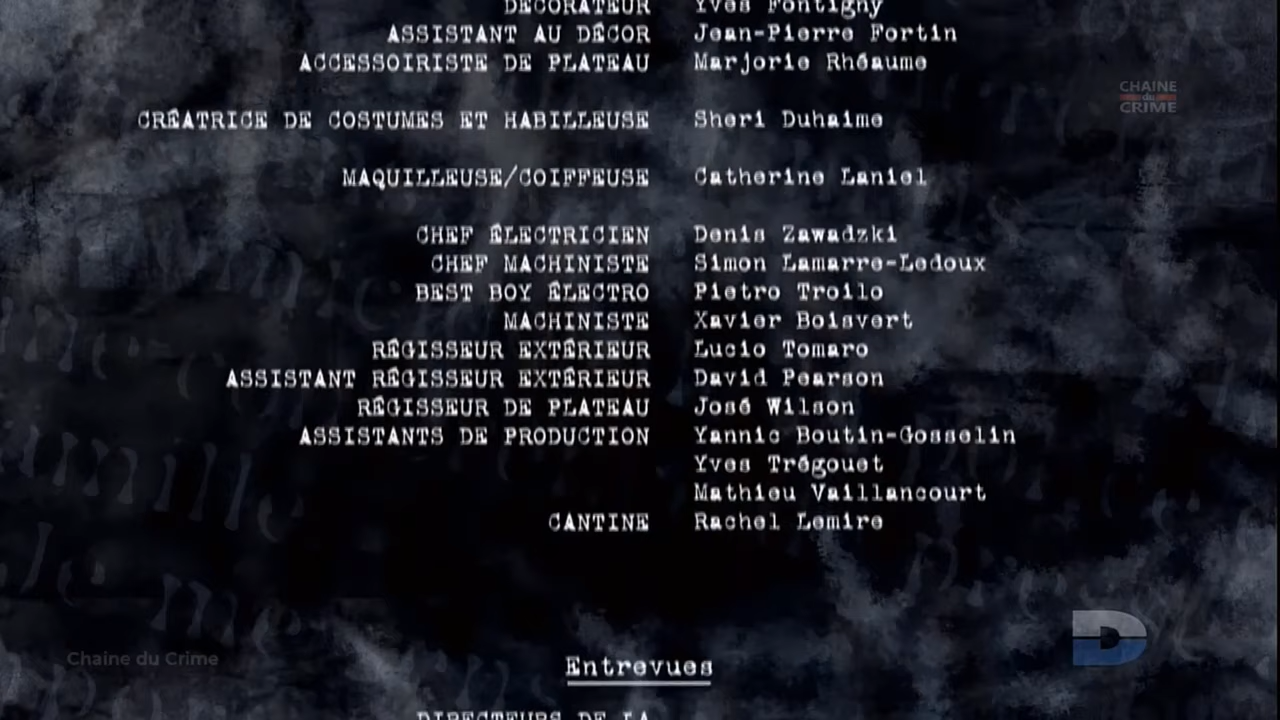 DÉCORATEUR Yves Fontigny
ASSISTANT AU DÉCOR Jean-Pierre Fortin
ACCESSOIRISTE DE PLATEAU Marjorie Rhéaume
CHAINE
du
CRIME
CRÉATRICE DE COSTUMES ET HABILLEUSE Sheri Duhaime
MAQUILLEUSE/COIFFEUSE Catherine Laniel
CHEF ÉLECTRICIEN Denis Zawadzki
CHEF MACHINISTE Simon Lamarre-Ledoux
BEST BOY ÉLECTRO Pietro Troilo
MACHINISTE Xavier Boisvert
RÉGISSEUR EXTÉRIEUR Lucio Tomaro
ASSISTANT RÉGISSEUR EXTÉRIEUR David Pearson
RÉGISSEUR DE PLATEAU José Wilson
ASSISTANTS DE PRODUCTION Yannic Boutin-Gosselin
Yves Trégouet
Mathieu Vaillancourt
CANTINE Rachel Lemire
D
Chaine du Crime
Entrevues
DIRECTEURS DE LA